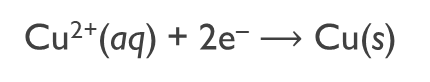 Cu²⁺(aq) + 2e⁻ ⟶ Cu(s)